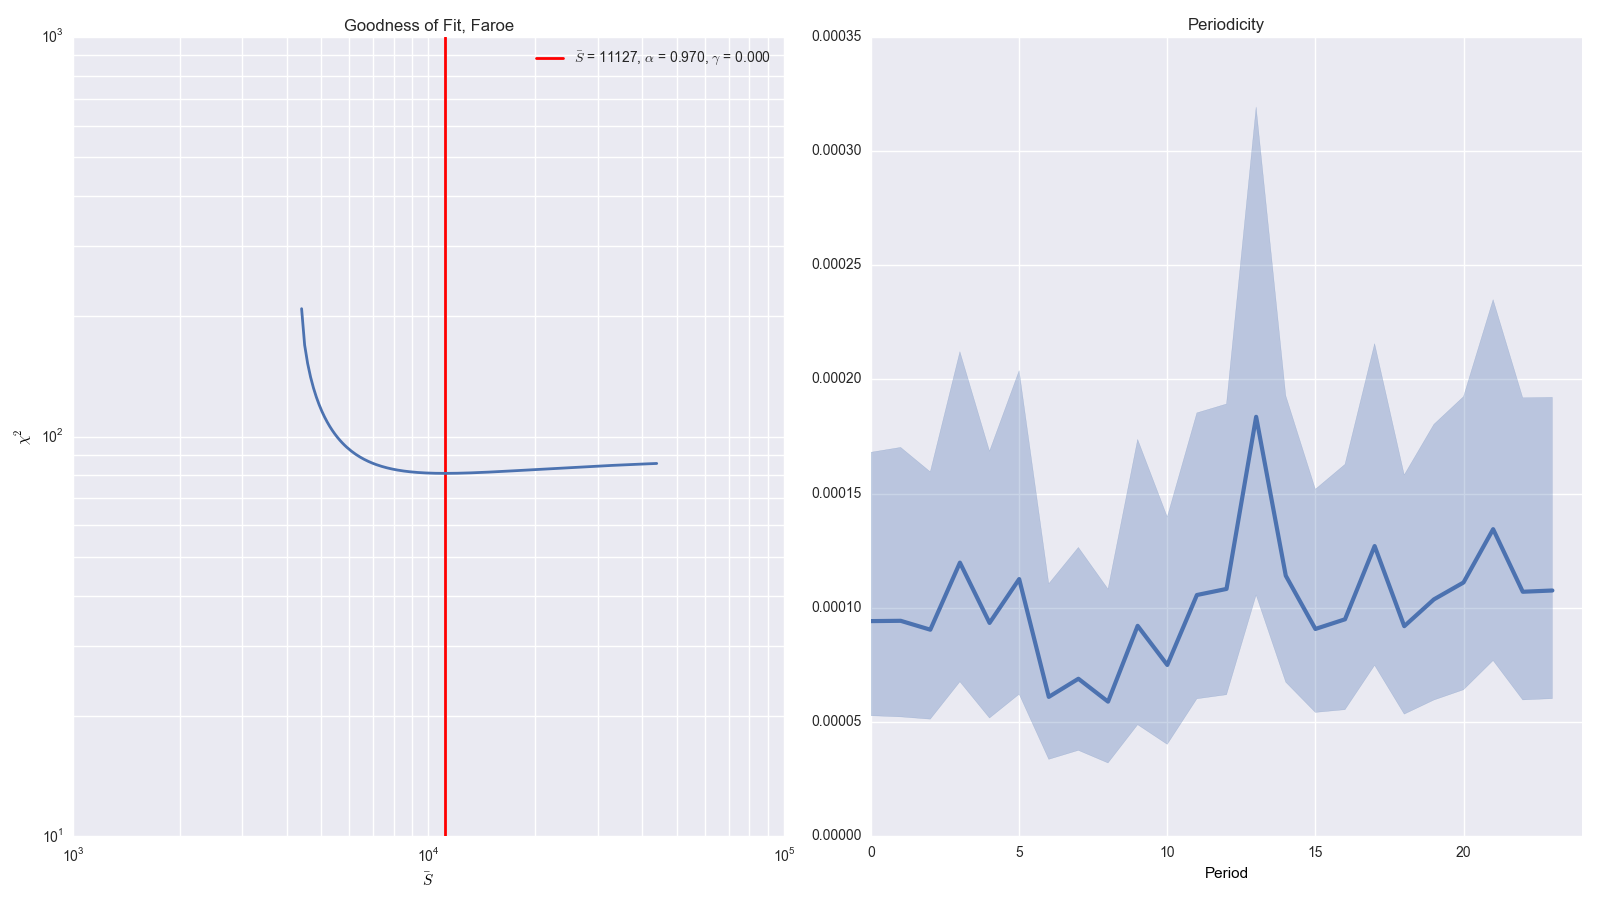 Goodness of Fit, Faroe
S̄ = 11127, α = 0.970, γ = 0.000
10³
10²
10¹
χ²
10³ 10⁴ 10⁵
S̄
Periodicity
0.00035
0.00030
0.00025
0.00020
0.00015
0.00010
0.00005
0.00000
0 5 10 15 20
Period